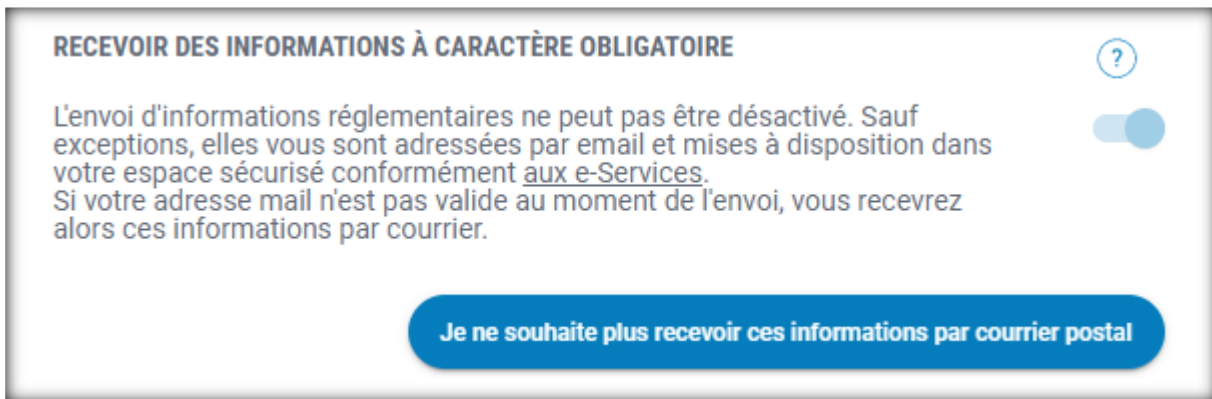 RECEVOIR DES INFORMATIONS À CARACTÈRE OBLIGATOIRE
?
L'envoi d'informations réglementaires ne peut pas être désactivé. Sauf
exceptions, elles vous sont adressées par email et mises à disposition dans
votre espace sécurisé conformément aux e-Services.
Si votre adresse mail n'est pas valide au moment de l'envoi, vous recevrez
alors ces informations par courrier.
Je ne souhaite plus recevoir ces informations par courrier postal